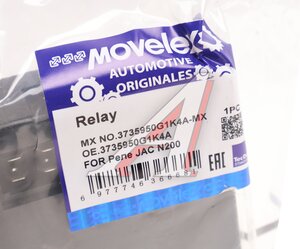 Movelex
AUTOMOTIVE
ORIGINALES
Relay
1PC
MX NO.3735950G1K4A-MX
OE.3735950G1K4A
FOR Реле JAC N200
EAC